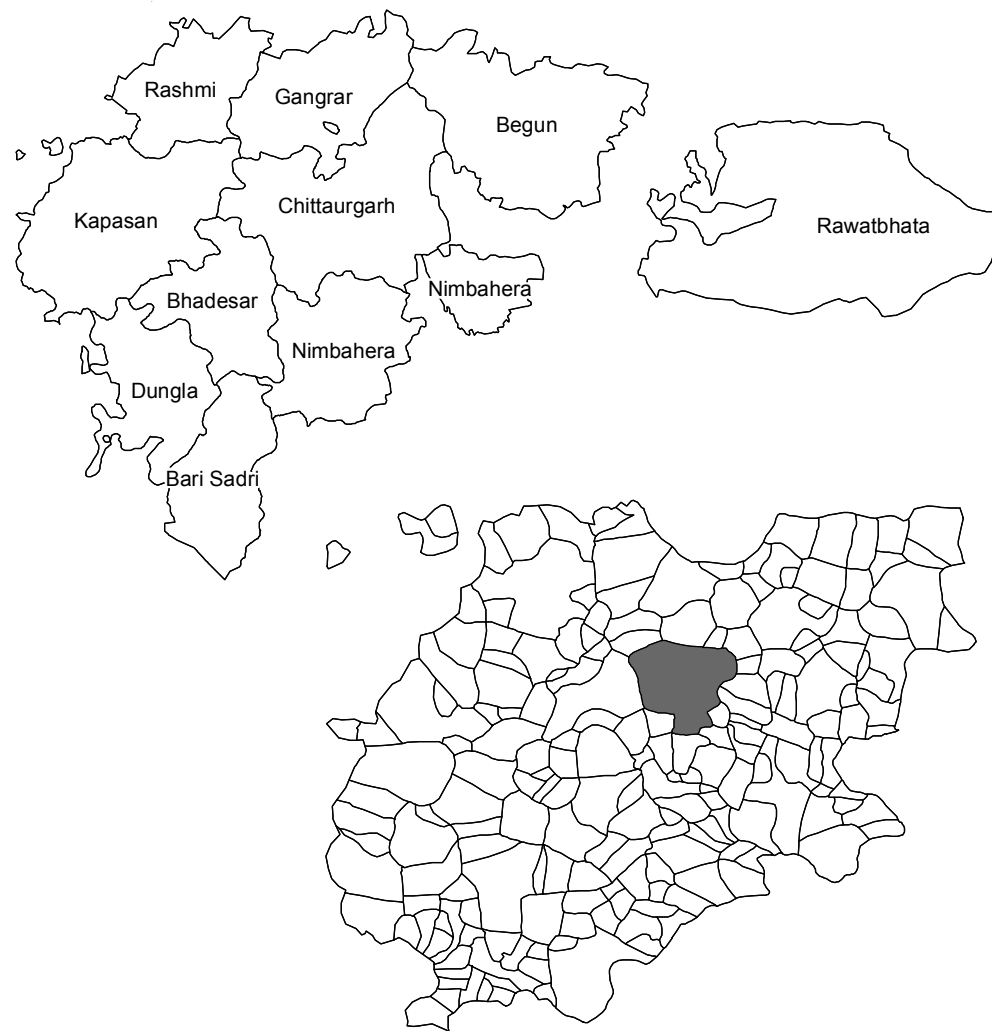 Rashmi
Gangrar
Begun
Kapasan
Chittaurgarh
Rawatbhata
Bhadesar
Nimbahera
Nimbahera
Dungla
Bari Sadri